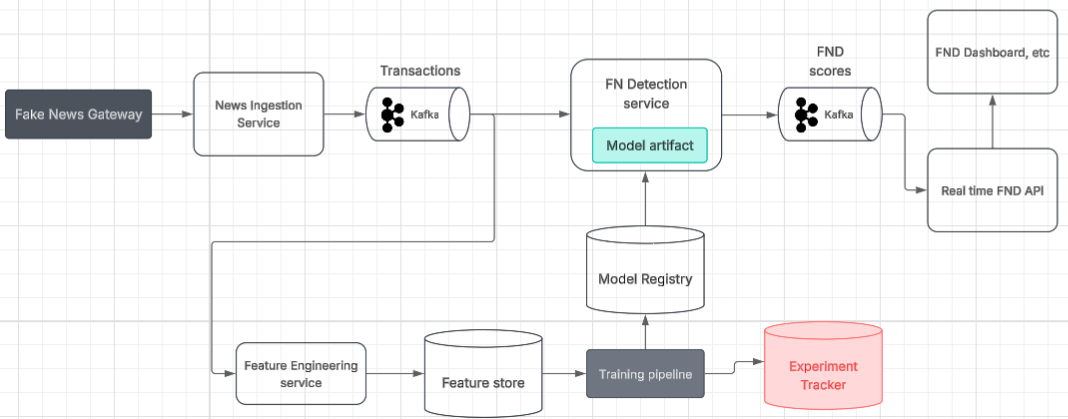 Fake News Gateway
News Ingestion
Service
Transactions
Kafka
FN Detection
service
Model artifact
FND
scores
Kafka
FND Dashboard, etc
Real time FND API
Model Registry
Feature Engineering
service
Feature store
Training pipeline
Experiment
Tracker